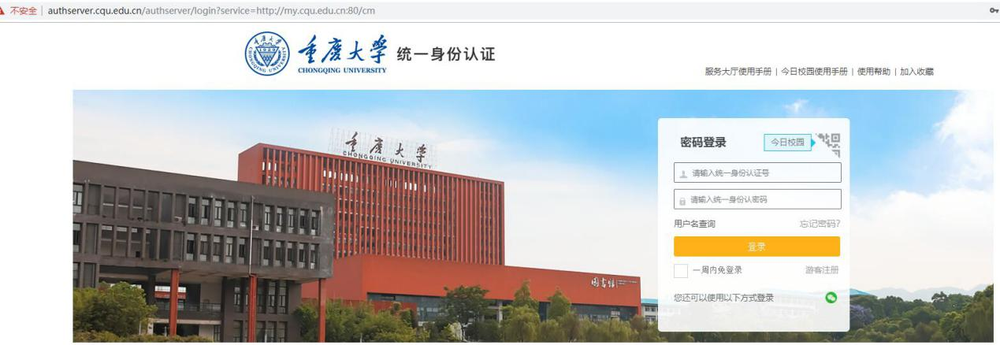 不安全 authserver.cqu.edu.cn/authserver/login?service=http://my.cqu.edu.cn:80/cm
重庆大学 统一身份认证
CHONGQING UNIVERSITY
服务大厅使用手册 | 今日校园使用手册 | 使用帮助 | 加入收藏
重庆大学
CHONGQING UNIVERSITY
图书馆
密码登录 今日校园
请输入统一身份认证号
请输入统一身份认密码
用户名查询 忘记密码?
登录
一周内免登录 游客注册
您还可以使用以下方式登录